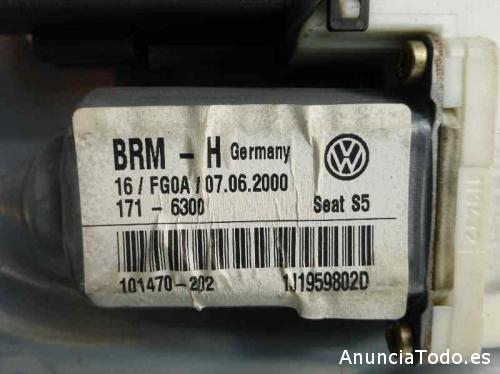 BRM - H Germany
16/FG0A/07.06.2000
171 - 6300 Seat S5
101470-202 1J1959802D
AnunciaTodo.es